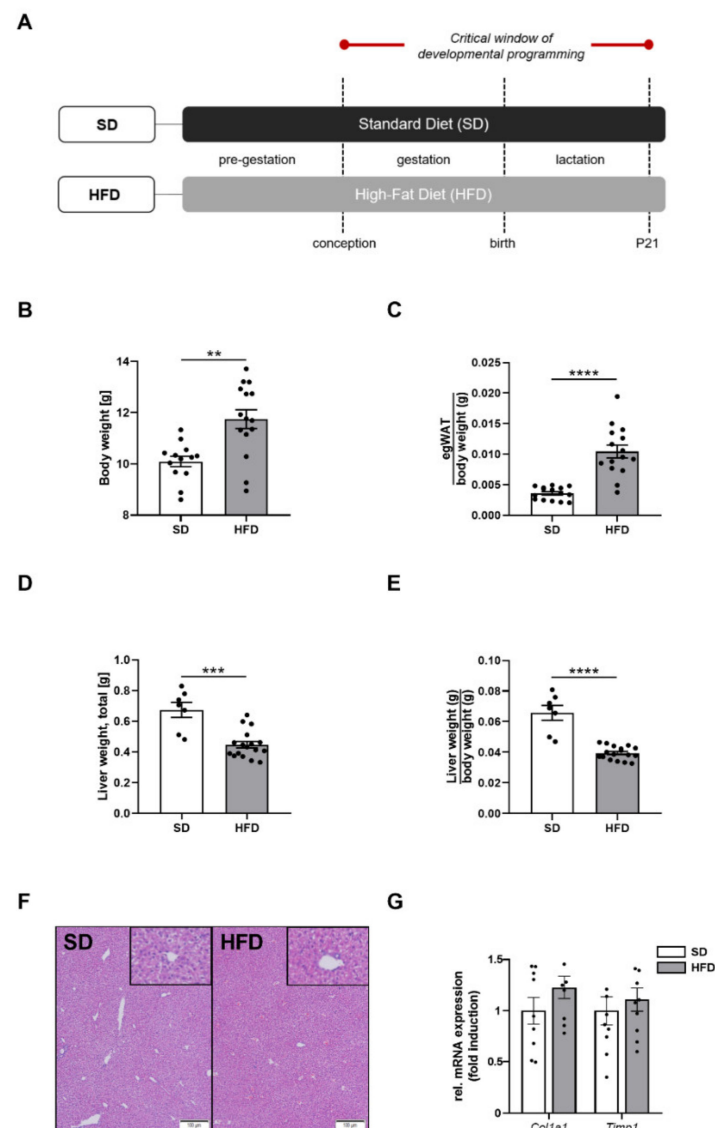 A
Critical window of
developmental programming
SD
Standard Diet (SD)
pre-gestation
gestation
lactation
HFD
High-Fat Diet (HFD)
conception
birth
P21
B
Body weight [g]
14
12
10
8
**
SD
HFD
C
egWAT
body weight (g)
0.025
0.020
0.015
0.010
0.005
0.000
****
SD
HFD
D
Liver weight, total [g]
1.0
0.8
0.6
0.4
0.2
0.0
***
SD
HFD
E
Liver weight (g)
body weight (g)
0.10
0.08
0.06
0.04
0.02
0.00
****
SD
HFD
F
SD
HFD
100 µm
100 µm
G
SD
HFD
rel. mRNA expression
(fold induction)
1.5
1
0.5
0
Col1a1
Timp1